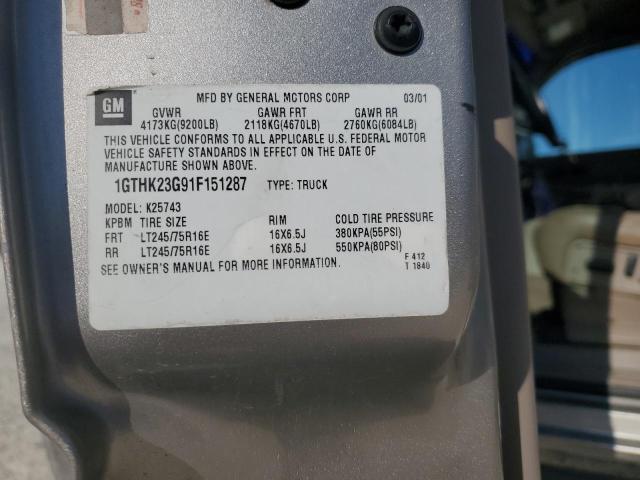 GM
MFD BY GENERAL MOTORS CORP 03/01
GVWR GAWR FRT GAWR RR
4173KG(9200LB) 2118KG(4670LB) 2760KG(6084LB)
THIS VEHICLE CONFORMS TO ALL APPLICABLE U.S. FEDERAL MOTOR
VEHICLE SAFETY STANDARDS IN EFFECT ON THE DATE OF
MANUFACTURE SHOWN ABOVE.
1GTHK23G91F151287 TYPE: TRUCK
MODEL: K25743
KPBM TIRE SIZE RIM COLD TIRE PRESSURE
FRT LT245/75R16E 16X6.5J 380KPA(55PSI)
RR LT245/75R16E 16X6.5J 550KPA(80PSI)
SEE OWNER'S MANUAL FOR MORE INFORMATION.
F 412
T 1840